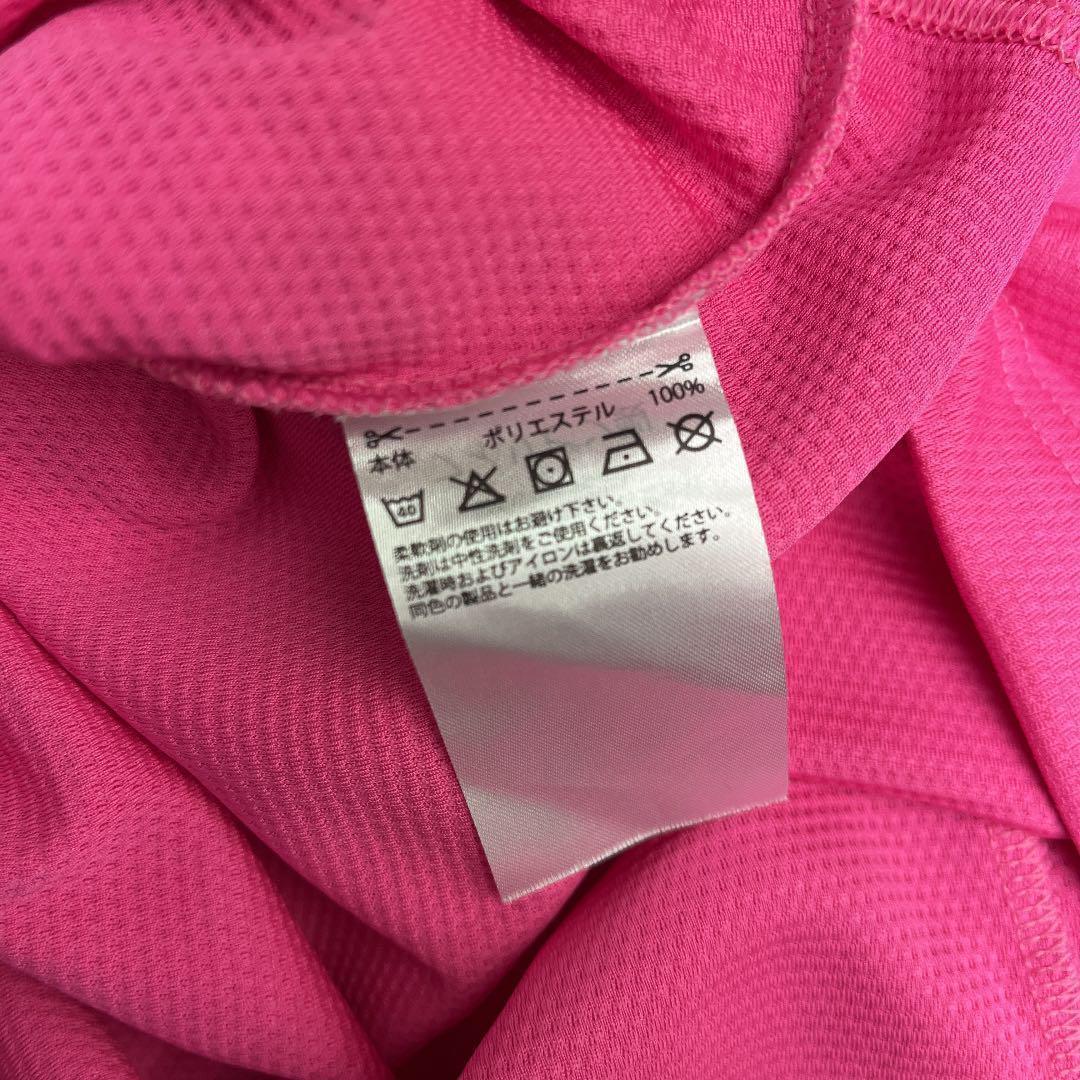 本体 ポリエステル 100%
40
柔軟剤の使用はお避け下さい。
洗剤は中性洗剤をご使用ください。
洗濯時およびアイロンは裏返してください。
同色の製品と一緒の洗濯をお勧めします。